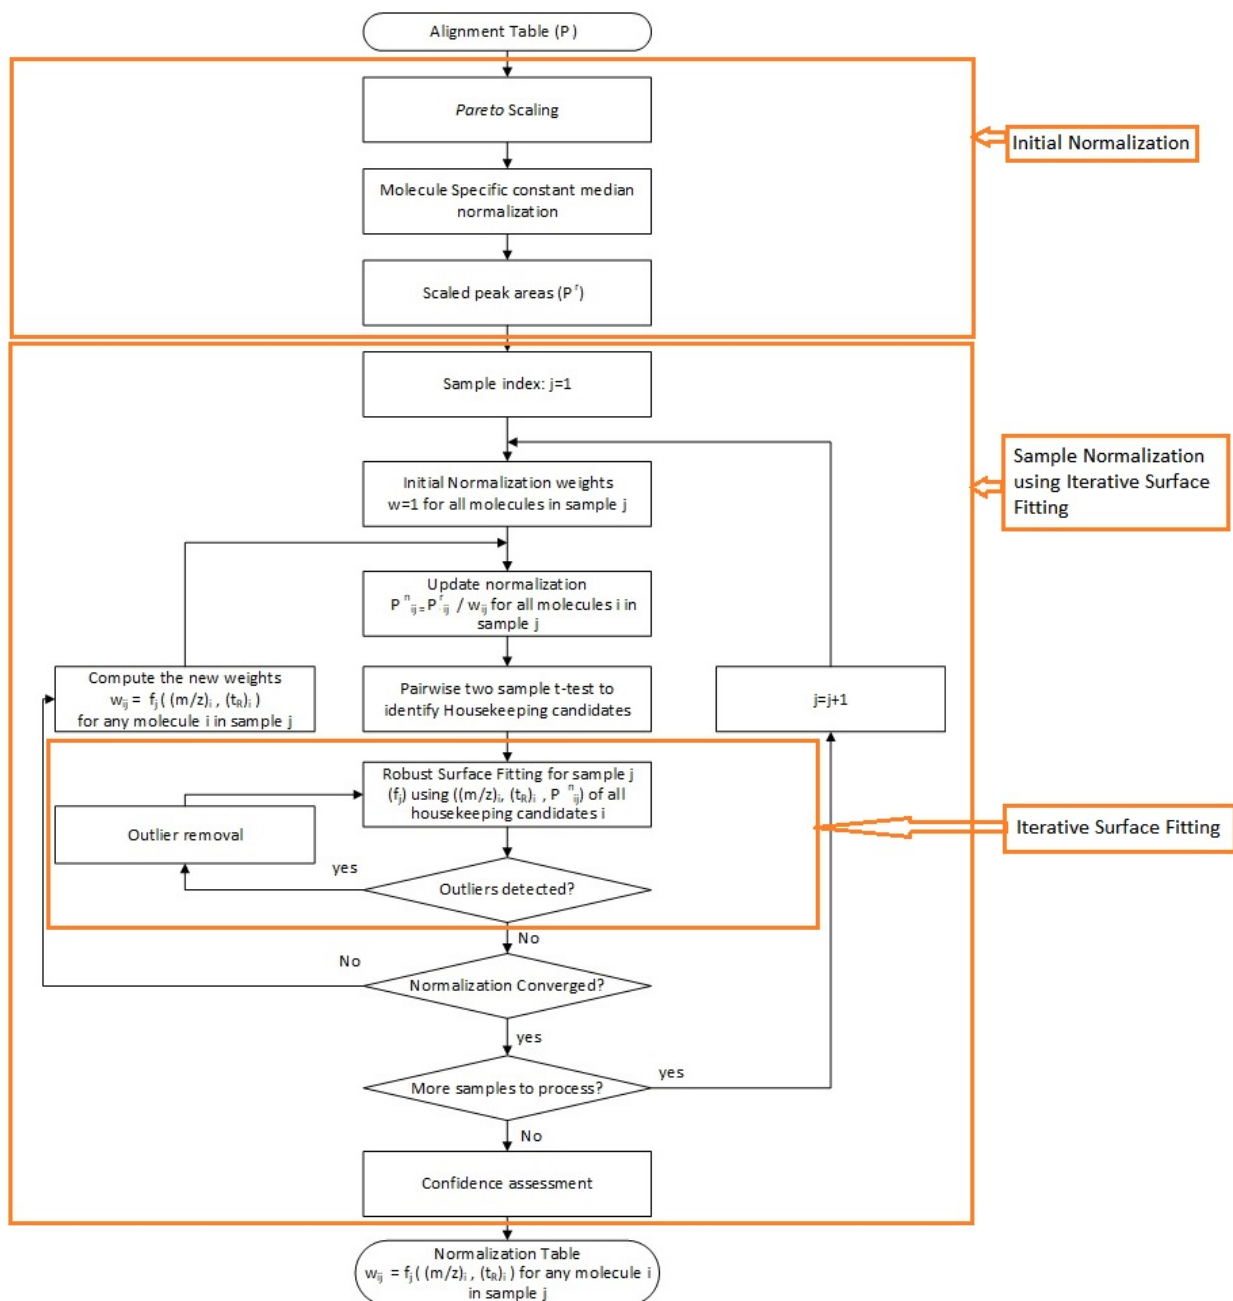 Alignment Table (P)
Pareto Scaling
Initial Normalization
Molecule Specific constant median
normalization
Scaled peak areas (P r)
Sample index: j=1
Sample Normalization
using Iterative Surface
Fitting
Initial Normalization weights
w=1 for all molecules in sample j
Update normalization
P n ij = P r ij / wij for all molecules i in
sample j
Compute the new weights
wij = fj( (m/z)i , (tR)i )
for any molecule i in sample j
Pairwise two sample t-test to
identify Housekeeping candidates
j=j+1
Robust Surface Fitting for sample j
(fj) using ((m/z)i, (tR)i , P n ij) of all
housekeeping candidates i
Outlier removal
Iterative Surface Fitting
yes
Outliers detected?
No
No
Normalization Converged?
yes
More samples to process?
yes
No
Confidence assessment
Normalization Table
wij = fj( (m/z)i , (tR)i ) for any molecule i
in sample j